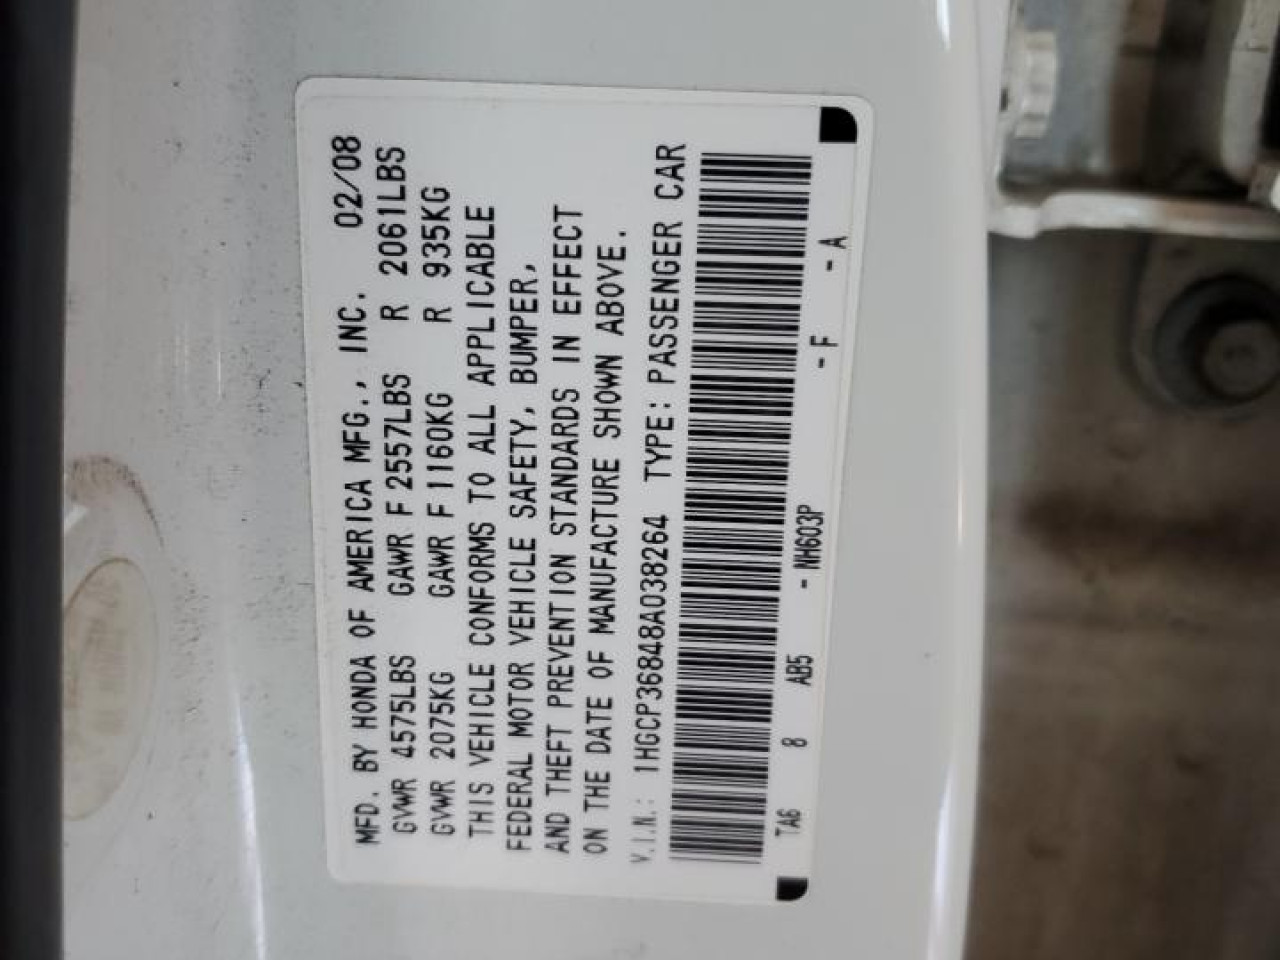 MFD. BY HONDA OF AMERICA MFG., INC. 02/08
GVWR 4575LBS GAWR F 2557LBS R 2061LBS
GVWR 2075KG GAWR F 1160KG R 935KG
THIS VEHICLE CONFORMS TO ALL APPLICABLE
FEDERAL MOTOR VEHICLE SAFETY, BUMPER,
AND THEFT PREVENTION STANDARDS IN EFFECT
ON THE DATE OF MANUFACTURE SHOWN ABOVE.
V.I.N.: 1HGCP36848A038264 TYPE: PASSENGER CAR
TA6 8 AB5 - NH603P - F - A